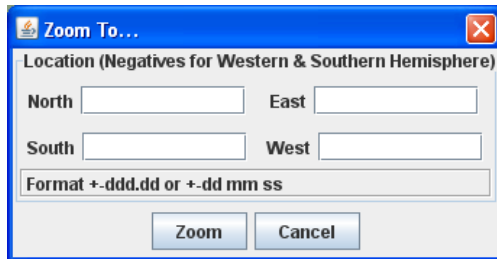 Zoom To...
Location (Negatives for Western & Southern Hemisphere)
North East
South West
Format +-ddd.dd or +-dd mm ss
Zoom Cancel